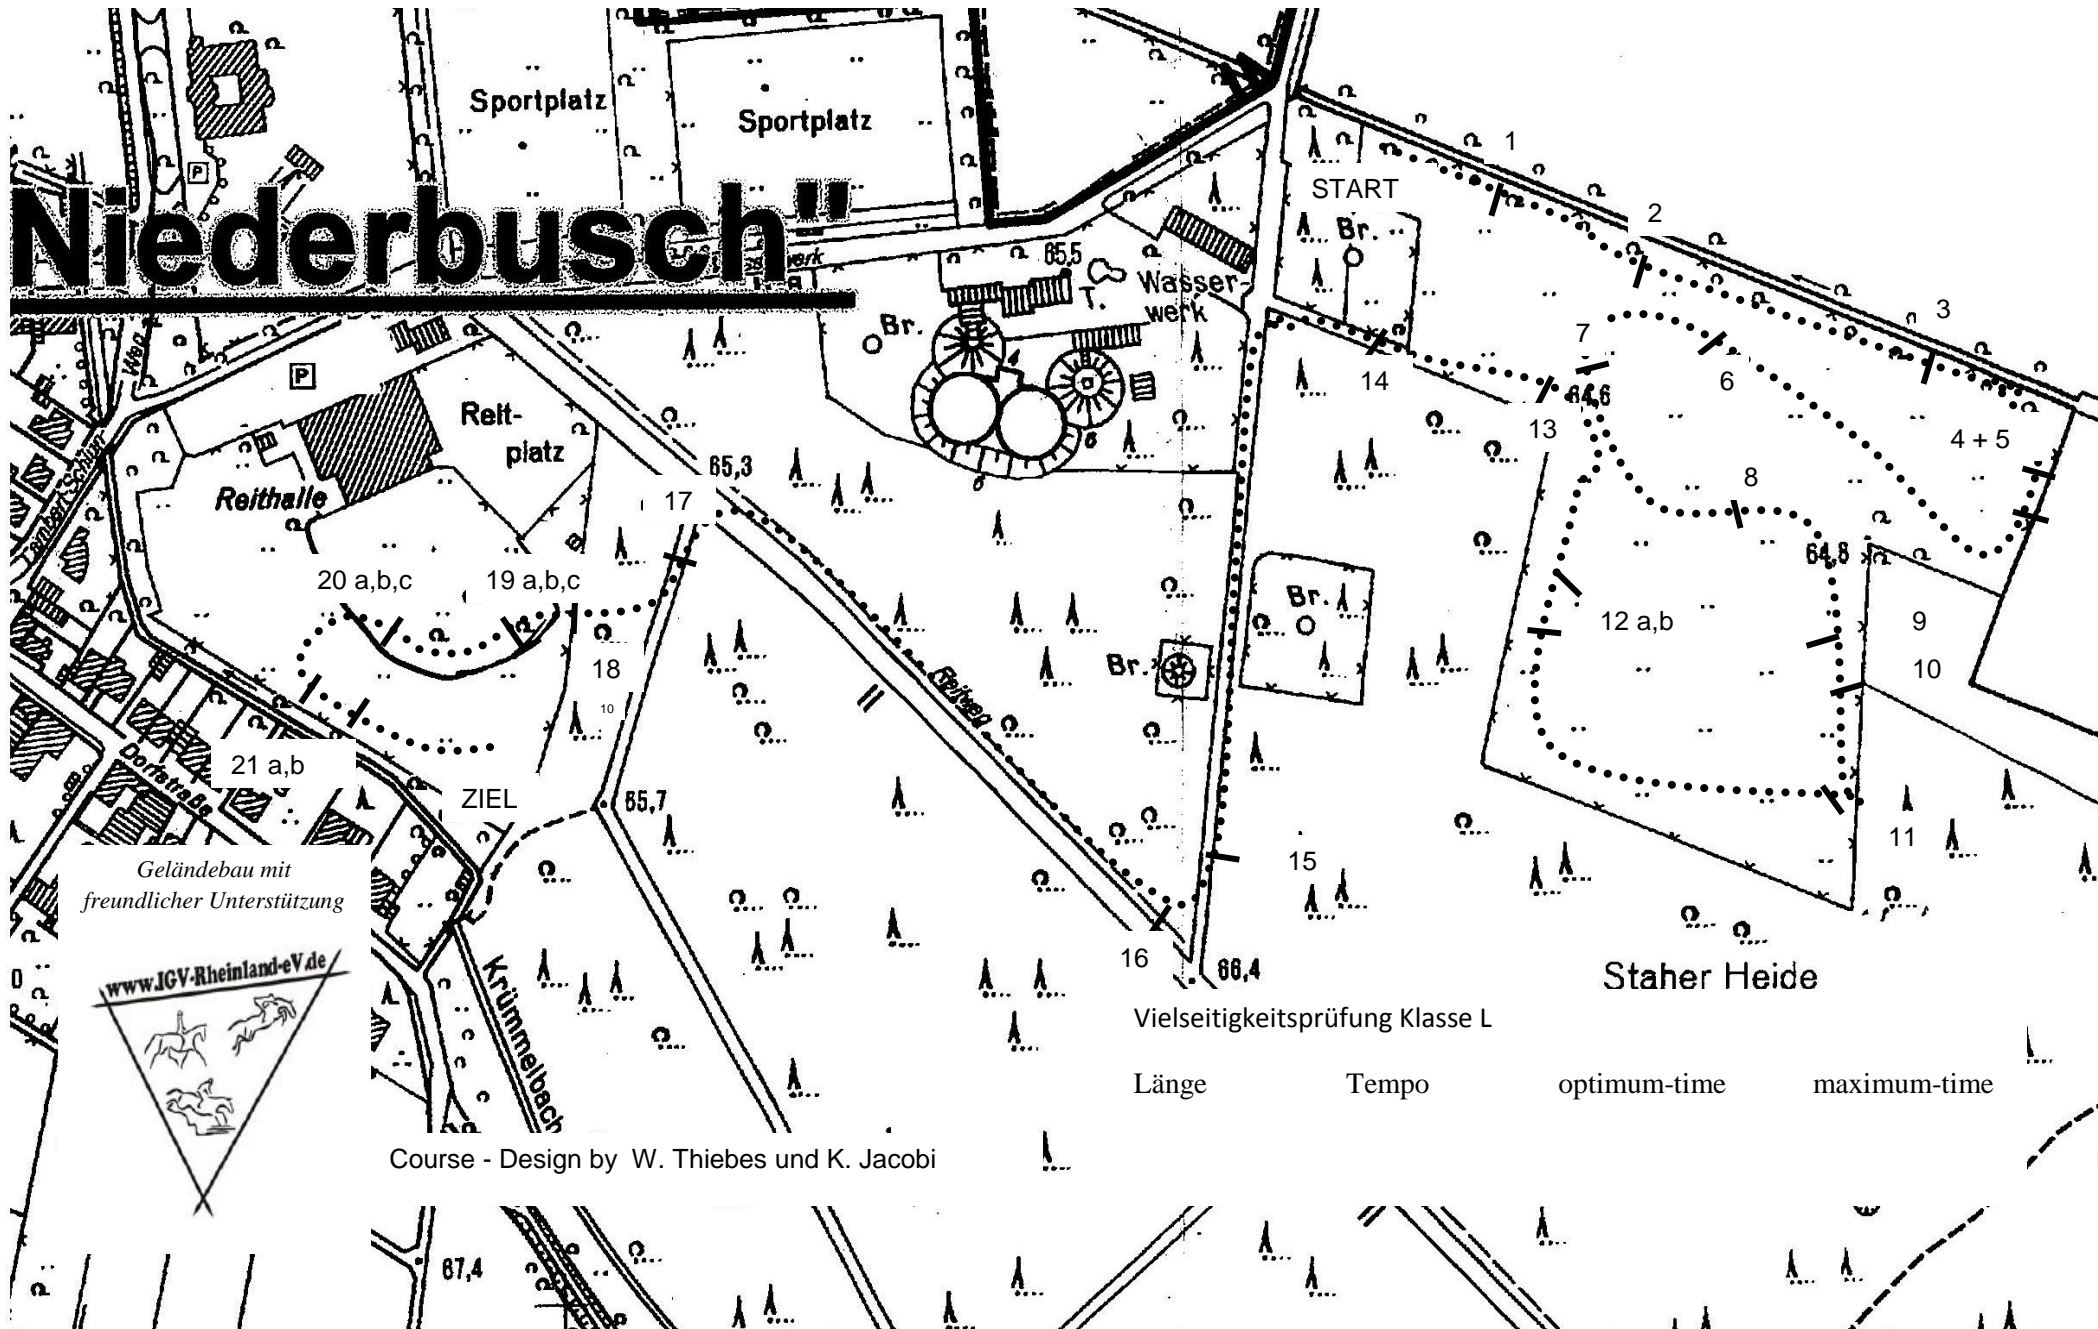 Sportplatz
Sportplatz
P
Niederbusch"
START
1
2
3
Br.
65,5
T.
Wasser-
werk
Br.
7
6
14
64,6
13
4 + 5
P
Weg
Reit-
platz
Reithalle
65,3
17
8
64,8
20 a,b,c
19 a,b,c
Br.
12 a,b
9
10
18
10
Br.
Reitweg
21 a,b
Dorfstraße
ZIEL
65,7
11
15
16
66,4
Staher Heide
Geländebau mit
freundlicher Unterstützung
www.IGV-Rheinland-eV.de
Krümmelbach
Vielseitigkeitsprüfung Klasse L
Länge Tempo optimum-time maximum-time
Course - Design by W. Thiebes und K. Jacobi
67,4